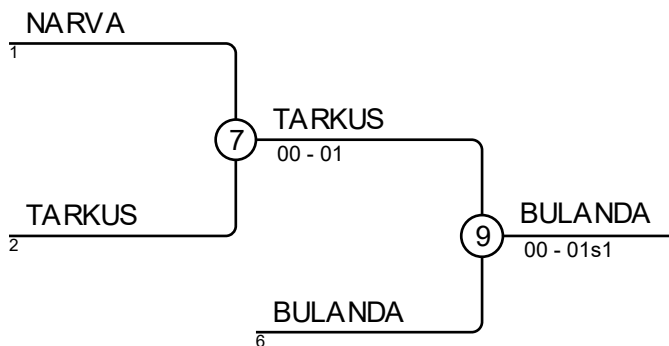 NARVA
1
7
TARKUS
00 - 01
TARKUS
2
9
BULANDA
00 - 01s1
BULANDA
6